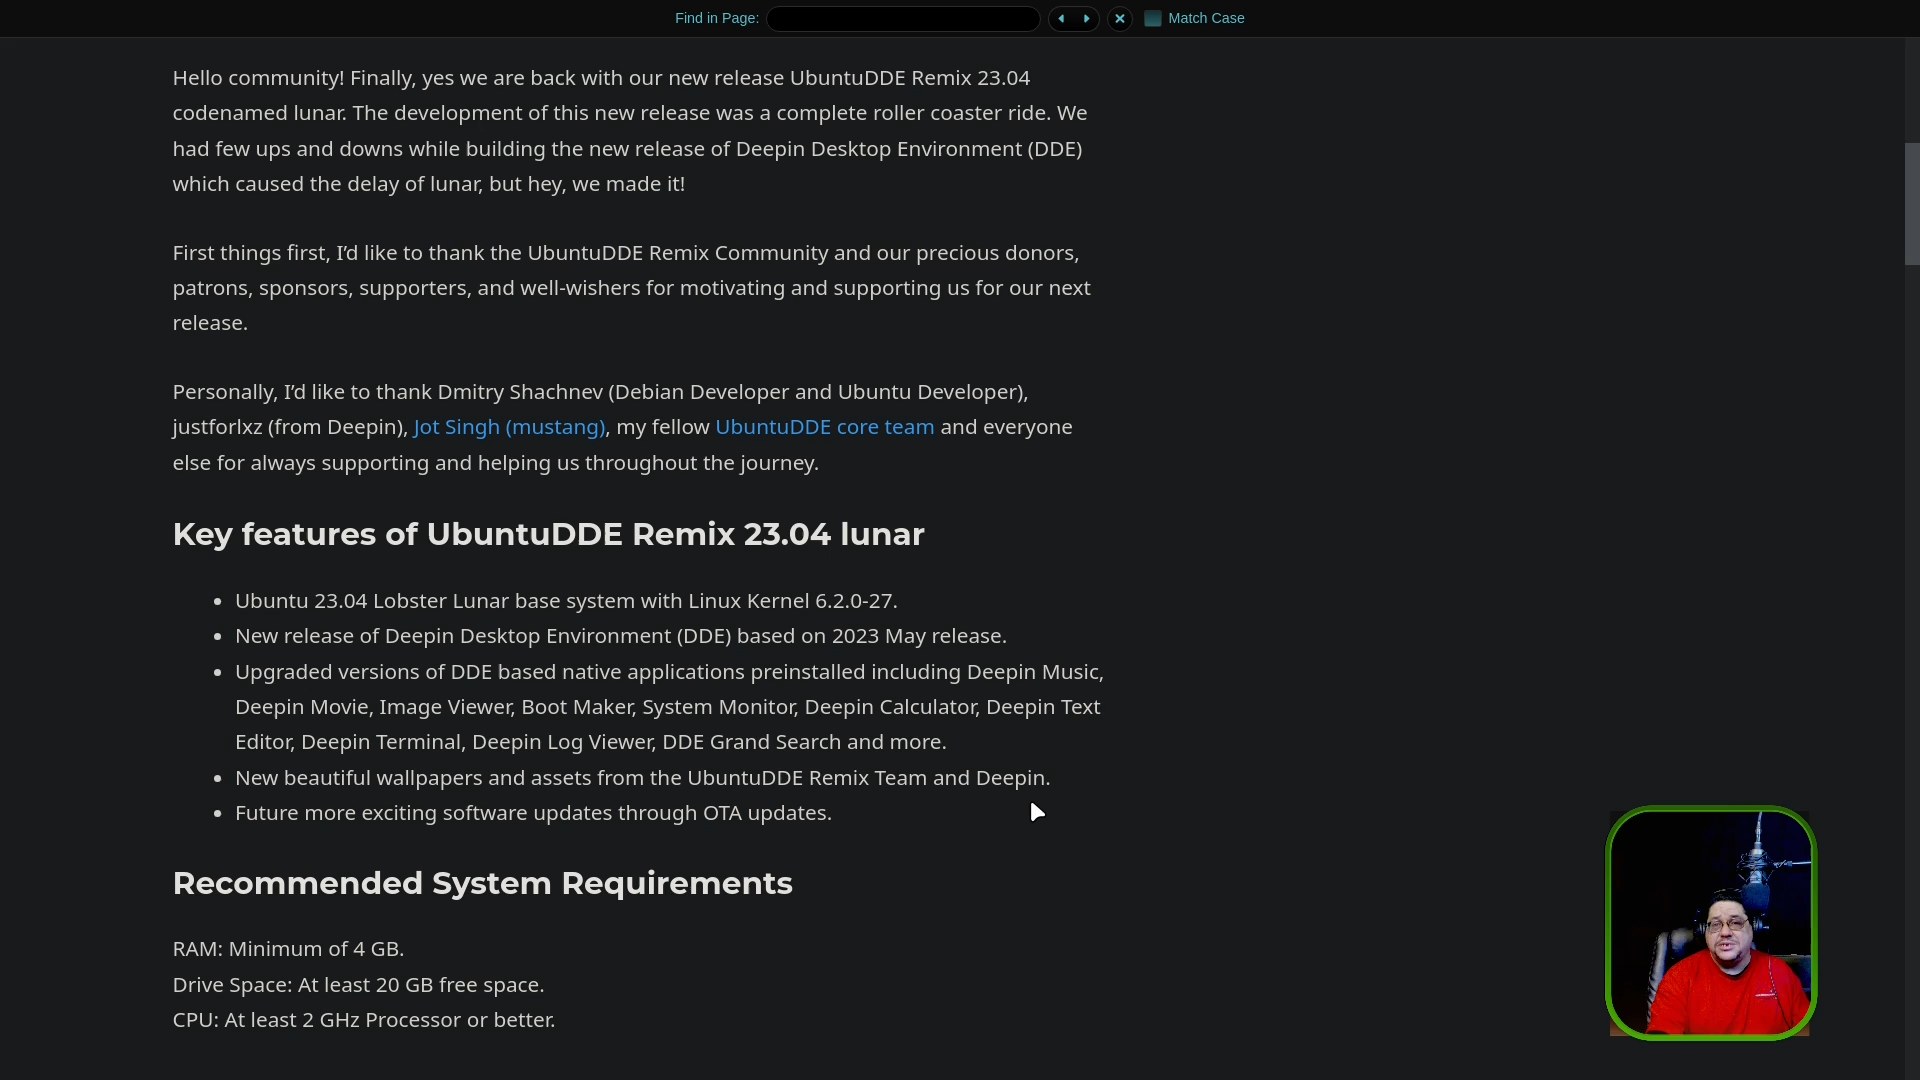 Find in Page:
Match Case
Hello community! Finally, yes we are back with our new release UbuntuDDE Remix 23.04
codenamed lunar. The development of this new release was a complete roller coaster ride. We
had few ups and downs while building the new release of Deepin Desktop Environment (DDE)
which caused the delay of lunar, but hey, we made it!
First things first, I’d like to thank the UbuntuDDE Remix Community and our precious donors,
patrons, sponsors, supporters, and well-wishers for motivating and supporting us for our next
release.
Personally, I’d like to thank Dmitry Shachnev (Debian Developer and Ubuntu Developer),
justforlxz (from Deepin), Jot Singh (mustang), my fellow UbuntuDDE core team and everyone
else for always supporting and helping us throughout the journey.
Key features of UbuntuDDE Remix 23.04 lunar
• Ubuntu 23.04 Lobster Lunar base system with Linux Kernel 6.2.0-27.
• New release of Deepin Desktop Environment (DDE) based on 2023 May release.
• Upgraded versions of DDE based native applications preinstalled including Deepin Music,
Deepin Movie, Image Viewer, Boot Maker, System Monitor, Deepin Calculator, Deepin Text
Editor, Deepin Terminal, Deepin Log Viewer, DDE Grand Search and more.
• New beautiful wallpapers and assets from the UbuntuDDE Remix Team and Deepin.
• Future more exciting software updates through OTA updates.
Recommended System Requirements
RAM: Minimum of 4 GB.
Drive Space: At least 20 GB free space.
CPU: At least 2 GHz Processor or better.